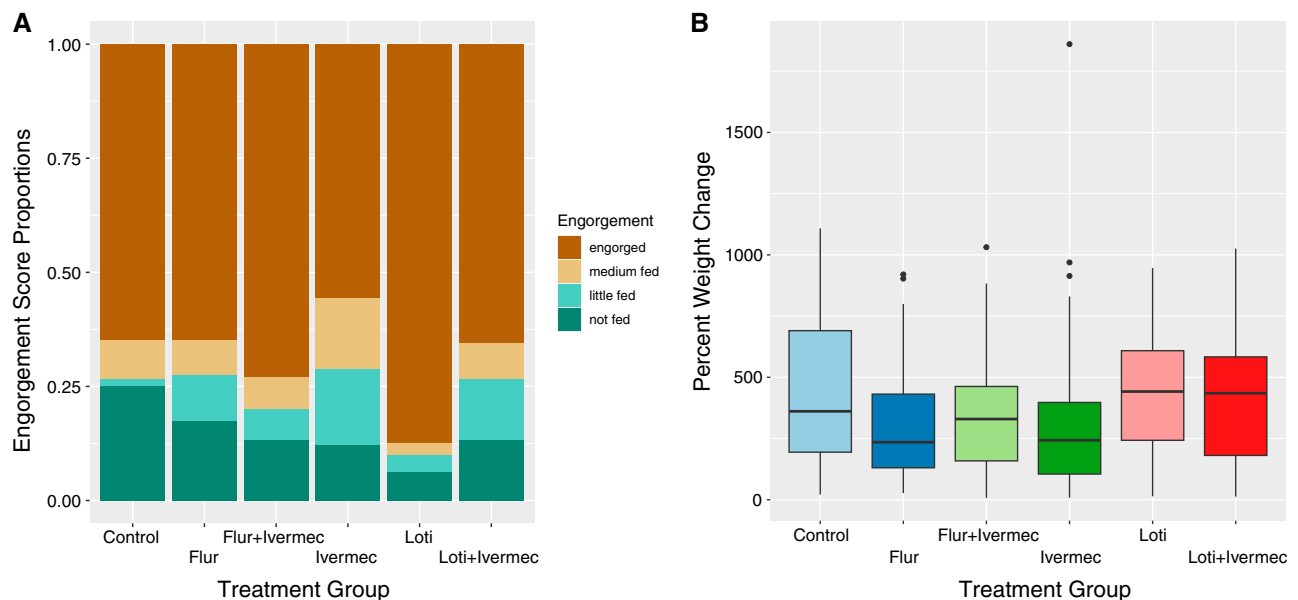 A
Engorgement Score Proportions
1.00
0.75
0.50
0.25
0.00
Control
Flur
Flur+Ivermec
Ivermec
Loti
Loti+Ivermec
Treatment Group
Engorgement
engorged
medium fed
little fed
not fed
B
Percent Weight Change
1500
1000
500
0
Control
Flur
Flur+Ivermec
Ivermec
Loti
Loti+Ivermec
Treatment Group